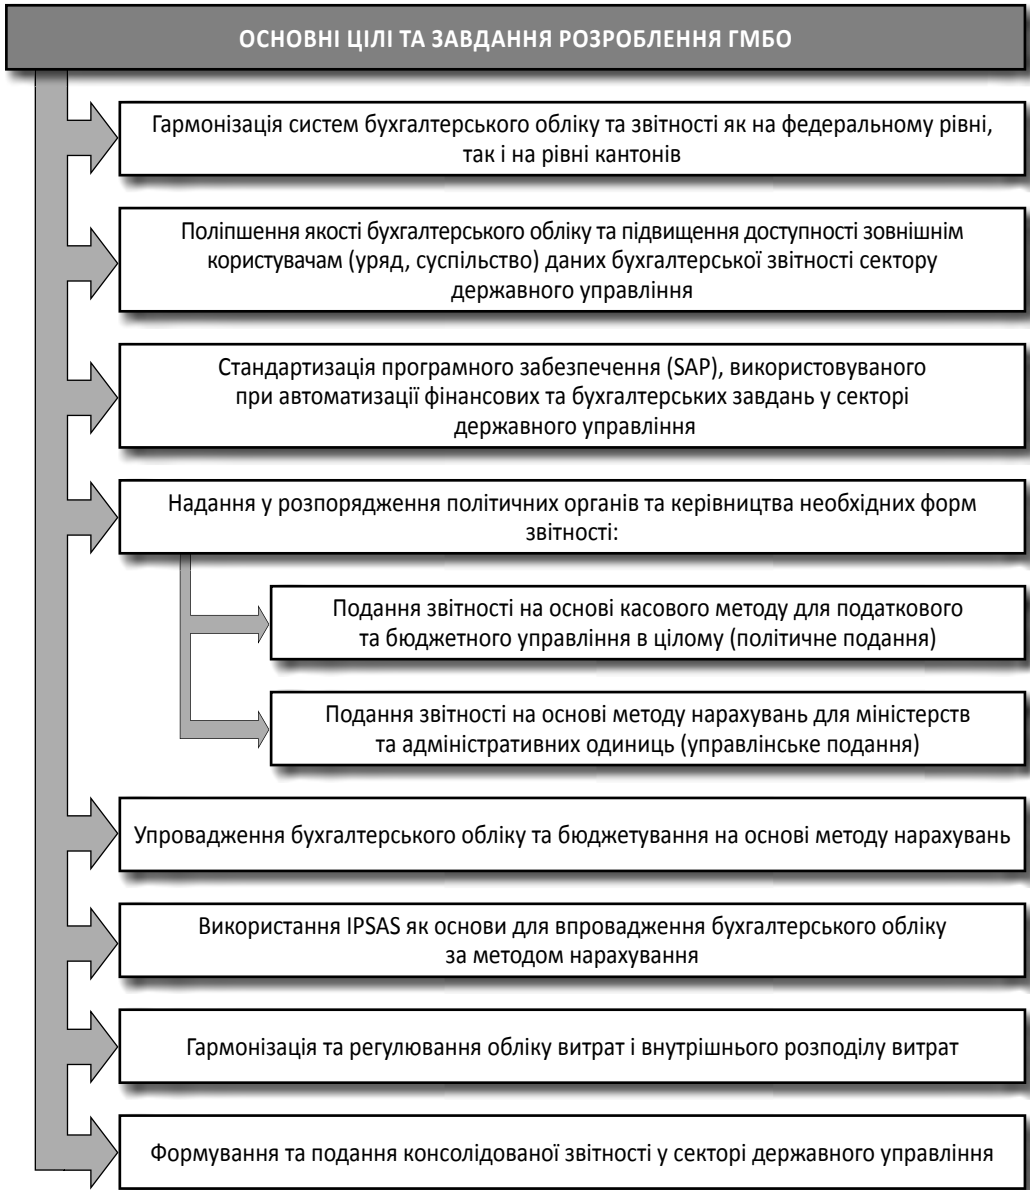 ОСНОВНІ ЦІЛІ ТА ЗАВДАННЯ РОЗРОБЛЕННЯ ГМБО
Гармонізація систем бухгалтерського обліку та звітності як на федеральному рівні,
так і на рівні кантонів
Поліпшення якості бухгалтерського обліку та підвищення доступності зовнішнім
користувачам (уряд, суспільство) даних бухгалтерської звітності сектору
державного управління
Стандартизація програмного забезпечення (SAP), використовуваного
при автоматизації фінансових та бухгалтерських завдань у секторі
державного управління
Надання у розпорядження політичних органів та керівництва необхідних форм
звітності:
Подання звітності на основі касового методу для податкового
та бюджетного управління в цілому (політичне подання)
Подання звітності на основі методу нарахувань для міністерств
та адміністративних одиниць (управлінське подання)
Упровадження бухгалтерського обліку та бюджетування на основі методу нарахувань
Використання IPSAS як основи для впровадження бухгалтерського обліку
за методом нарахування
Гармонізація та регулювання обліку витрат і внутрішнього розподілу витрат
Формування та подання консолідованої звітності у секторі державного управління